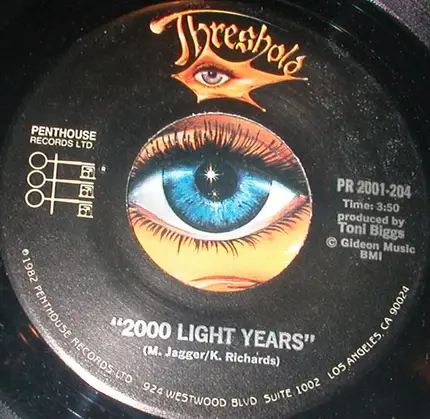 Threshold
PENTHOUSE
RECORDS LTD.
PR 2001-204
Time: 3:50
produced by
Toni Biggs
© Gideon Music
BMI
"2000 LIGHT YEARS"
(M. Jagger/K. Richards)
℗1982 PENTHOUSE RECORDS LTD 924 WESTWOOD BLVD SUITE 1002 LOS ANGELES, CA 90024